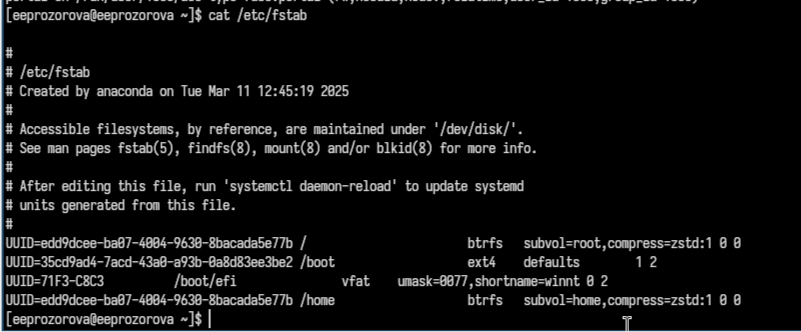 [eeprozorova@eeprozorova ~]$ cat /etc/fstab
#
# /etc/fstab
# Created by anaconda on Tue Mar 11 12:45:19 2025
#
# Accessible filesystems, by reference, are maintained under '/dev/disk/'.
# See man pages fstab(5), findfs(8), mount(8) and/or blkid(8) for more info.
#
# After editing this file, run 'systemctl daemon-reload' to update systemd
# units generated from this file.
#
UUID=edd9dcee-ba07-4004-9630-8bacada5e77b / btrfs subvol=root,compress=zstd:1 0 0
UUID=35cd9ad4-7acd-43a0-a93b-0a8d83ee3be2 /boot ext4 defaults 1 2
UUID=71F3-C8C3 /boot/efi vfat umask=0077,shortname=winnt 0 2
UUID=edd9dcee-ba07-4004-9630-8bacada5e77b /home btrfs subvol=home,compress=zstd:1 0 0
[eeprozorova@eeprozorova ~]$